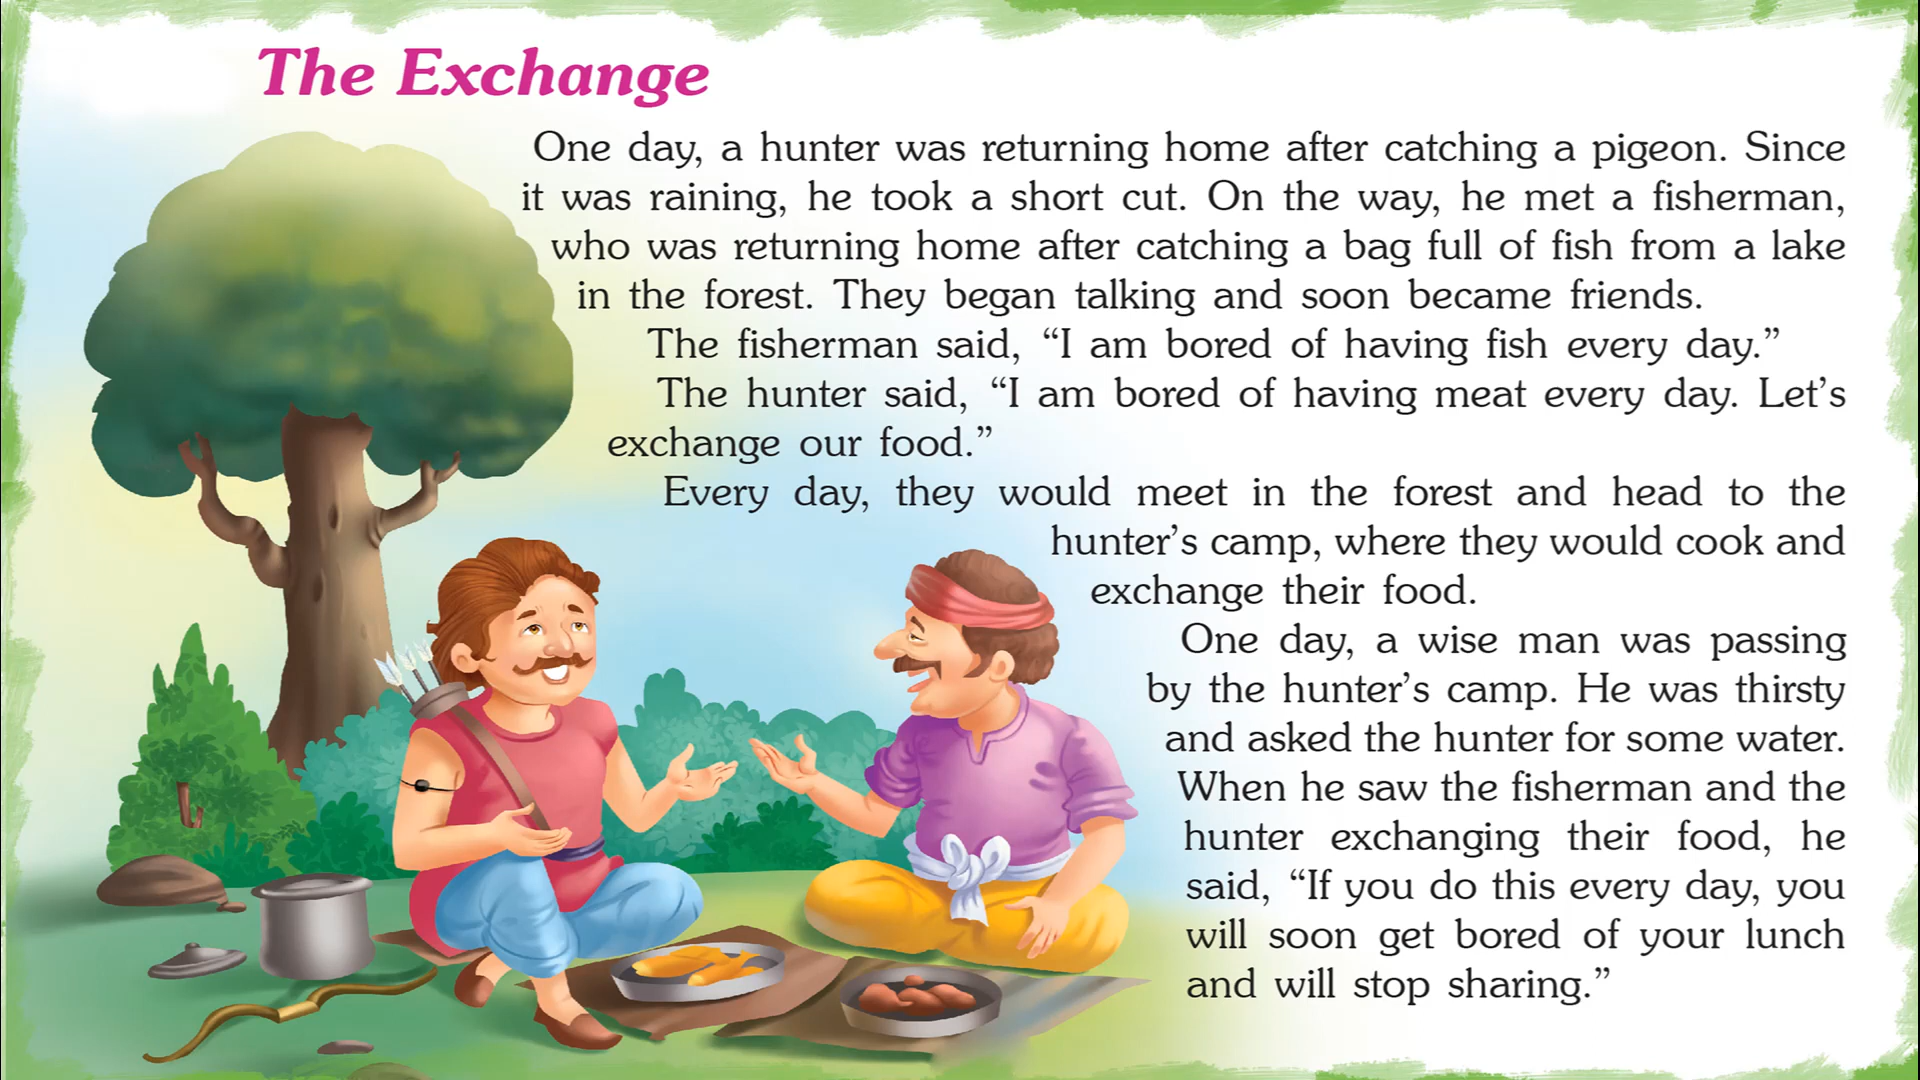 The Exchange
One day, a hunter was returning home after catching a pigeon. Since
it was raining, he took a short cut. On the way, he met a fisherman,
who was returning home after catching a bag full of fish from a lake
in the forest. They began talking and soon became friends.
The fisherman said, “I am bored of having fish every day.”
The hunter said, “I am bored of having meat every day. Let’s
exchange our food.”
Every day, they would meet in the forest and head to the
hunter’s camp, where they would cook and
exchange their food.
One day, a wise man was passing
by the hunter’s camp. He was thirsty
and asked the hunter for some water.
When he saw the fisherman and the
hunter exchanging their food, he
said, “If you do this every day, you
will soon get bored of your lunch
and will stop sharing.”